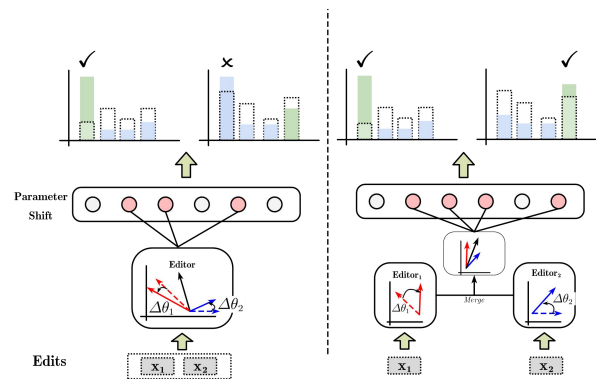 ✓
×
✓
✓
Parameter
Shift
Editor
Δθ₁
Δθ₂
Editor₁
Δθ₁
Merge
Editor₂
Δθ₂
Edits
x₁
x₂
x₁
x₂